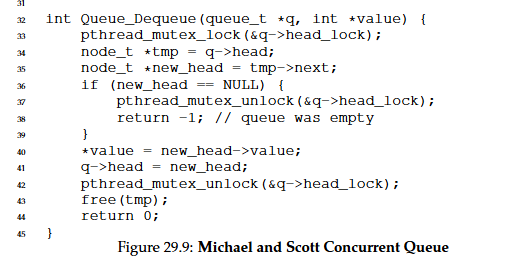 31
32 int Queue_Dequeue(queue_t *q, int *value) {
33     pthread_mutex_lock(&q->head_lock);
34     node_t *tmp = q->head;
35     node_t *new_head = tmp->next;
36     if (new_head == NULL) {
37         pthread_mutex_unlock(&q->head_lock);
38         return -1; // queue was empty
39     }
40     *value = new_head->value;
41     q->head = new_head;
42     pthread_mutex_unlock(&q->head_lock);
43     free(tmp);
44     return 0;
45 }
Figure 29.9: Michael and Scott Concurrent Queue